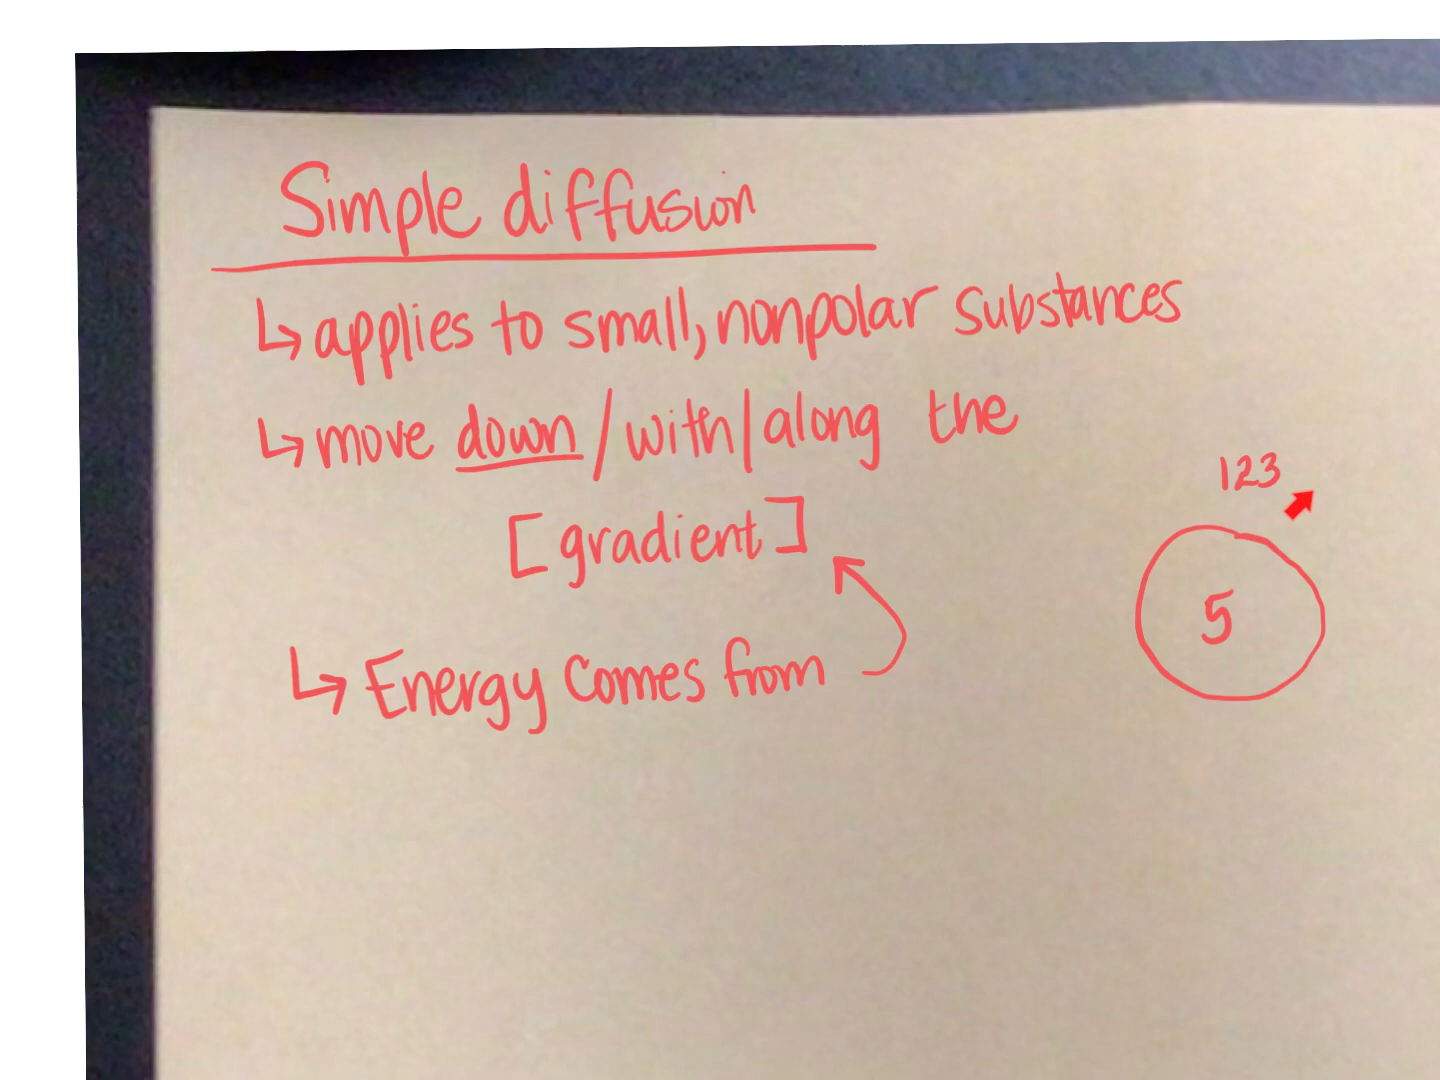 Simple diffusion
↳ applies to small, nonpolar substances
↳ move down / with / along the
[gradient]
↳ Energy comes from
123
5